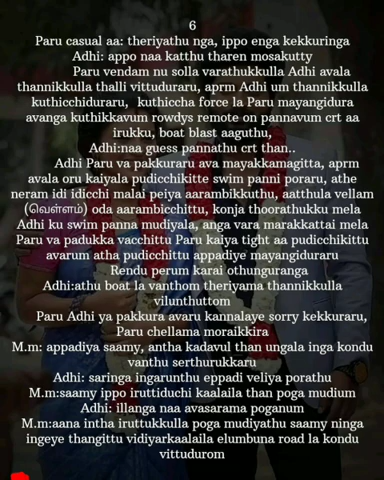 6
Paru casual aa: theriyathu nga, ippo enga kekkuringa
Adhi: appo naa katthu tharen mosakutty
Paru vendam nu solla varathukkulla Adhi avala
thannikkulla thalli vittuduraru, aprm Adhi um thannikkulla
kuthicchiduraru, kuthiccha force la Paru mayangidura
avanga kuthikkavum rowdys remote on pannavum crt aa
irukku, boat blast aaguthu,
Adhi:naa guess pannathu crt than..
Adhi Paru va pakkuraru ava mayakkamagitta, aprm
avala oru kaiyala pudicchikitte swim panni poraru, athe
neram idi idicchi malai peiya aarambikkuthu, aatthula vellam
(வெள்ளம்) oda aarambicchittu, konja thoorathukku mela
Adhi ku swim panna mudiyala, anga vara marakkattai mela
Paru va padukka vacchittu Paru kaiya tight aa pudicchikittu
avarum atha pudicchittu appadiye mayangiduraru
Rendu perum karai othunguranga
Adhi:athu boat la vanthom theriyama thannikkulla
vilunthuttom
Paru Adhi ya pakkura avaru kannalaye sorry kekkuraru,
Paru chellama moraikkira
M.m: appadiya saamy, antha kadavul than ungala inga kondu
vanthu serthurukkaru
Adhi: saringa ingarunthu eppadi veliya porathu
M.m:saamy ippo iruttiduchi kaalaila than poga mudium
Adhi: illanga naa avasarama poganum
M.m:aana intha iruttukkulla poga mudiyathu saamy ninga
ingeye thangittu vidiyarkaalaila elumbuna road la kondu
vittudurom